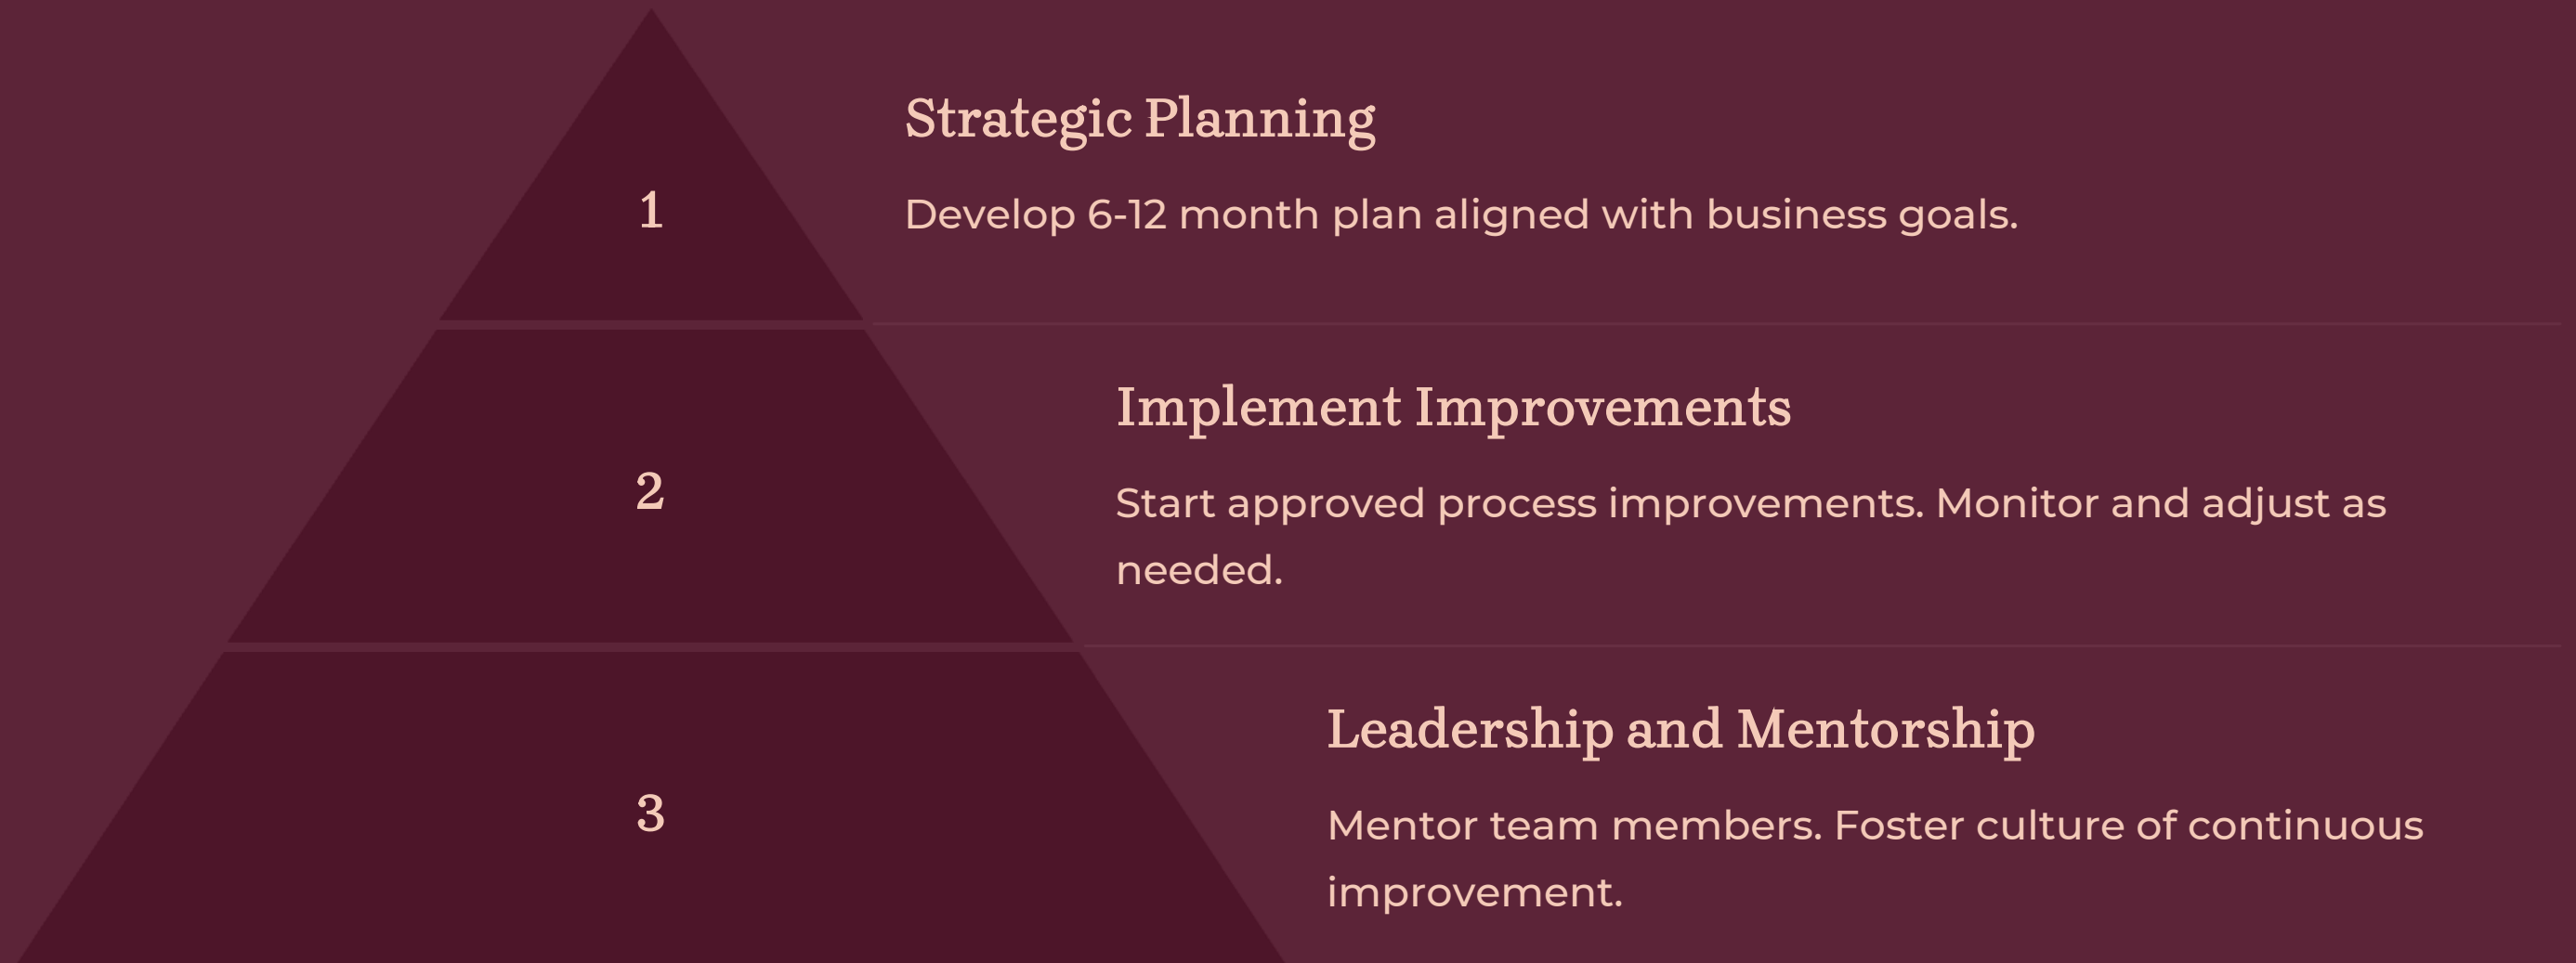 1
Strategic Planning
Develop 6-12 month plan aligned with business goals.
2
Implement Improvements
Start approved process improvements. Monitor and adjust as
needed.
3
Leadership and Mentorship
Mentor team members. Foster culture of continuous
improvement.